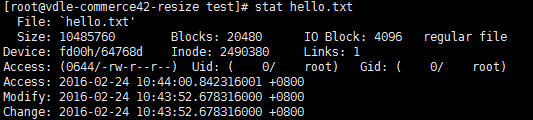 [root@vdle-commerce42-resize test]# stat hello.txt
  File: `hello.txt'
  Size: 10485760        Blocks: 20480      IO Block: 4096   regular file
Device: fd00h/64768d    Inode: 2490380     Links: 1
Access: (0644/-rw-r--r--)  Uid: (    0/    root)   Gid: (    0/    root)
Access: 2016-02-24 10:44:00.842316001 +0800
Modify: 2016-02-24 10:43:52.678316000 +0800
Change: 2016-02-24 10:43:52.678316000 +0800